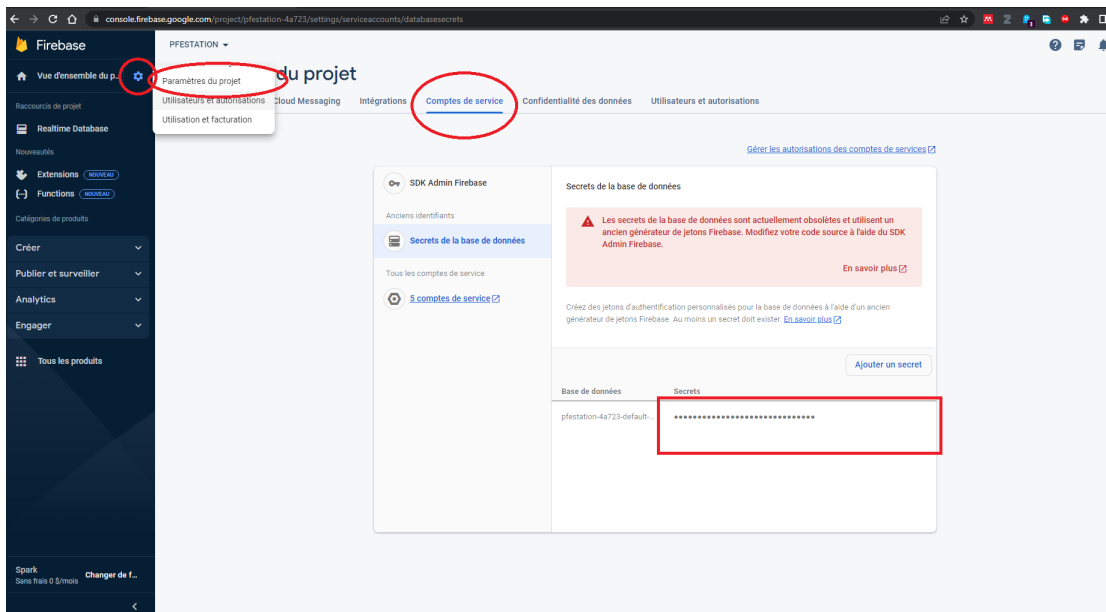 console.firebase.google.com/project/pfestation-4a723/settings/serviceaccounts/databasesecrets
Firebase
PFESTATION
Vue d'ensemble du p...
du projet
Paramètres du projet
Utilisateurs et autorisations
Utilisation et facturation
Cloud Messaging
Intégrations
Comptes de service
Confidentialité des données
Utilisateurs et autorisations
Raccourcis de projet
Realtime Database
Nouveautés
Extensions NOUVEAU
Functions NOUVEAU
Catégories de produits
Créer
Publier et surveiller
Analytics
Engager
Tous les produits
Spark
Sans frais 0 $/mois
Changer de f...
Gérer les autorisations des comptes de services
SDK Admin Firebase
Anciens identifiants
Secrets de la base de données
Tous les comptes de service
5 comptes de service
Secrets de la base de données
Les secrets de la base de données sont actuellement obsolètes et utilisent un
ancien générateur de jetons Firebase. Modifiez votre code source à l'aide du SDK
Admin Firebase.
En savoir plus
Créez des jetons d'authentification personnalisés pour la base de données à l'aide d'un ancien
générateur de jetons Firebase. Au moins un secret doit exister. En savoir plus
Ajouter un secret
Base de données
Secrets
pfestation-4a723-default-...
••••••••••••••••••••••••••••••